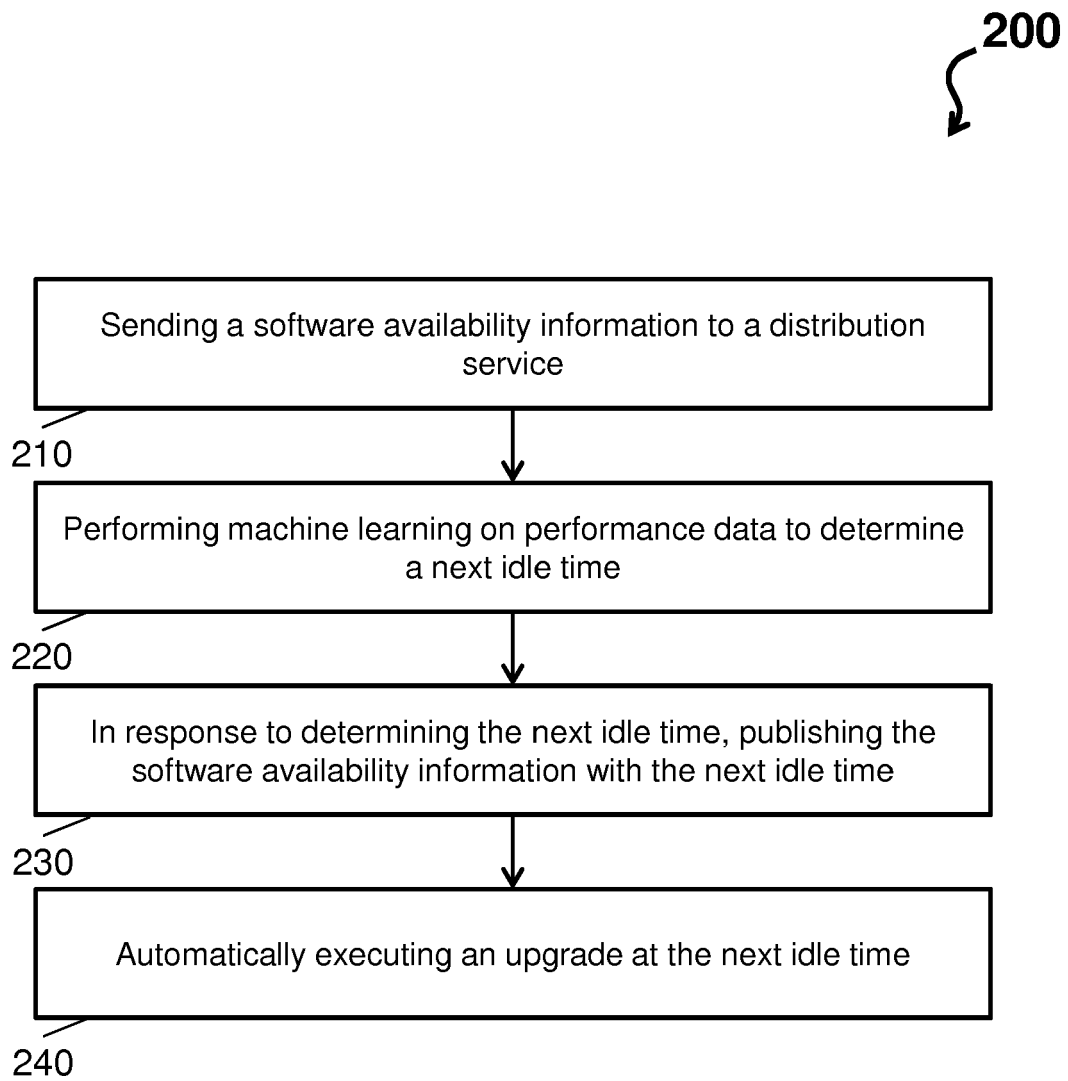 200
Sending a software availability information to a distribution
service
210
Performing machine learning on performance data to determine
a next idle time
220
In response to determining the next idle time, publishing the
software availability information with the next idle time
230
Automatically executing an upgrade at the next idle time
240